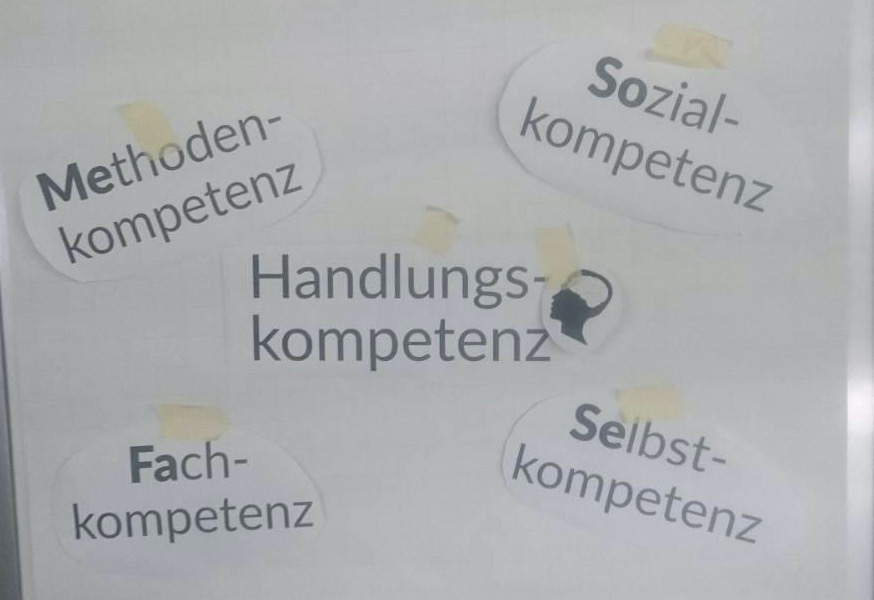 Methoden-
kompetenz
Sozial-
kompetenz
Handlungs-
kompetenz
Fach-
kompetenz
Selbst-
kompetenz